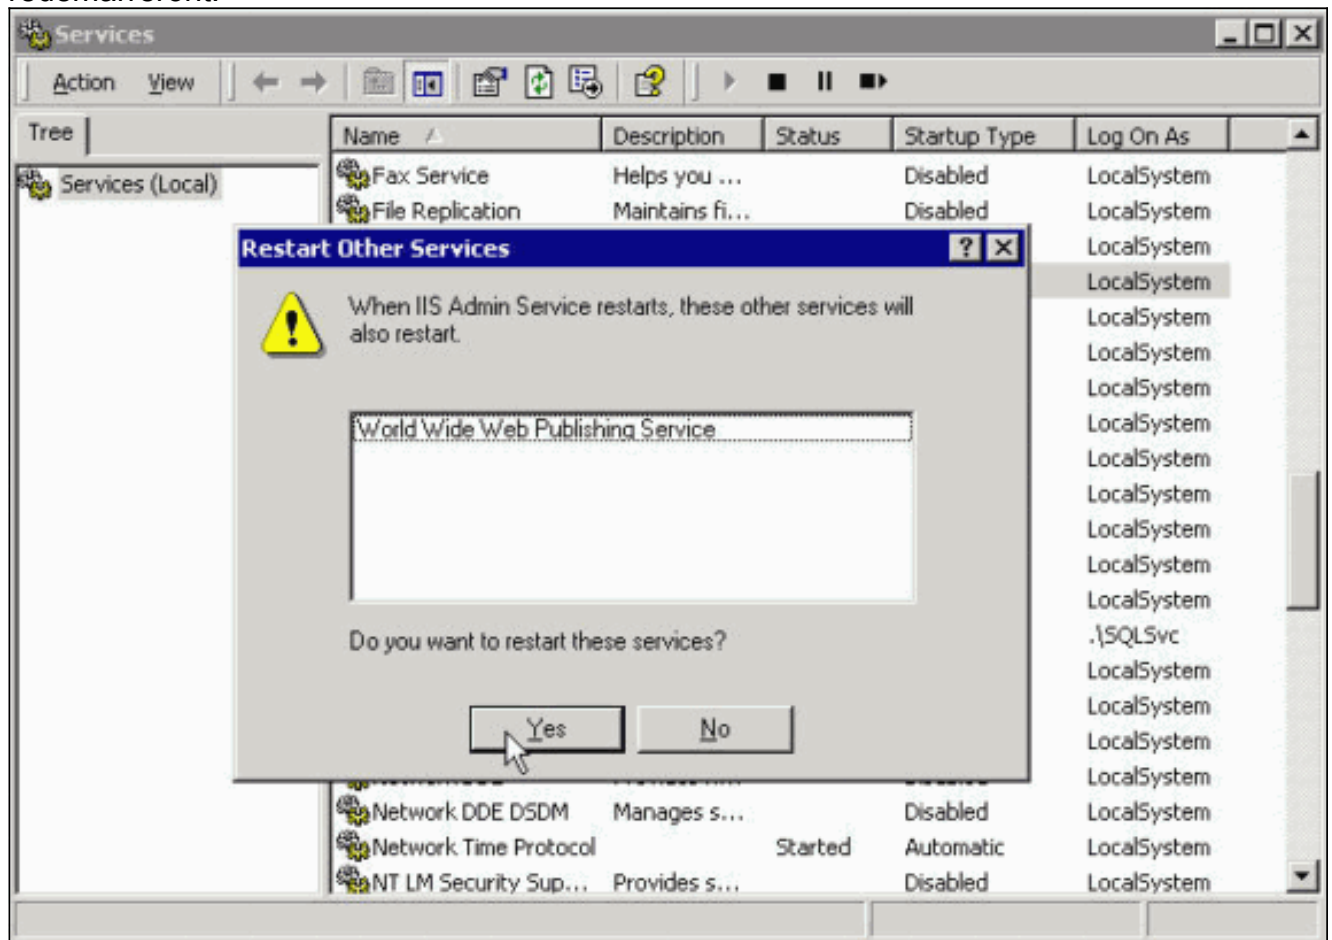 Services
Action View
Tree
Name Description Status Startup Type Log On As
Services (Local)
Fax Service Helps you ... Disabled LocalSystem
File Replication Maintains fi... Disabled LocalSystem
LocalSystem
LocalSystem
LocalSystem
LocalSystem
LocalSystem
LocalSystem
LocalSystem
LocalSystem
LocalSystem
LocalSystem
LocalSystem
.\SQLSvc
LocalSystem
LocalSystem
LocalSystem
LocalSystem
Restart Other Services
When IIS Admin Service restarts, these other services will
also restart.
World Wide Web Publishing Service
Do you want to restart these services?
Yes No
Network DDE DSDM Manages s... Disabled LocalSystem
Network Time Protocol Started Automatic LocalSystem
NT LM Security Sup... Provides s... Disabled LocalSystem